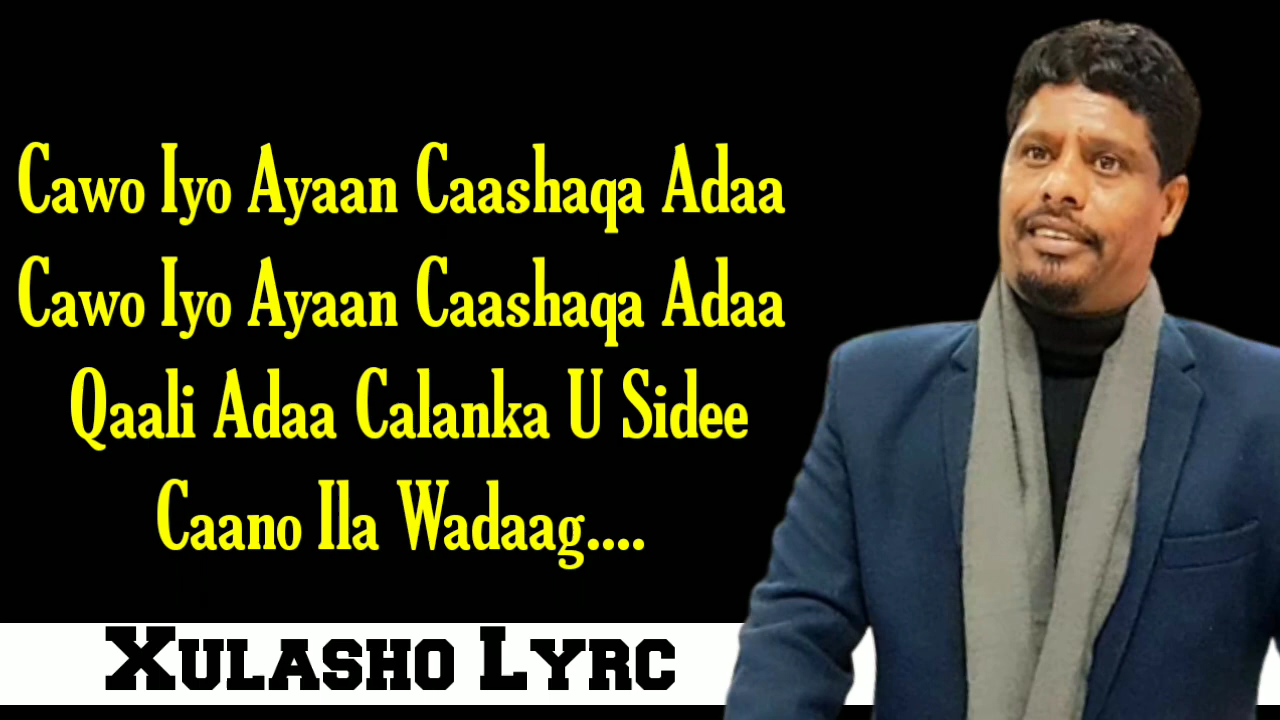 Cawo Iyo Ayaan Caashaqa Adaa
Cawo Iyo Ayaan Caashaqa Adaa
Qaali Adaa Calanka U Sidee
Caano Ila Wadaag....
Xulasho Lyrc